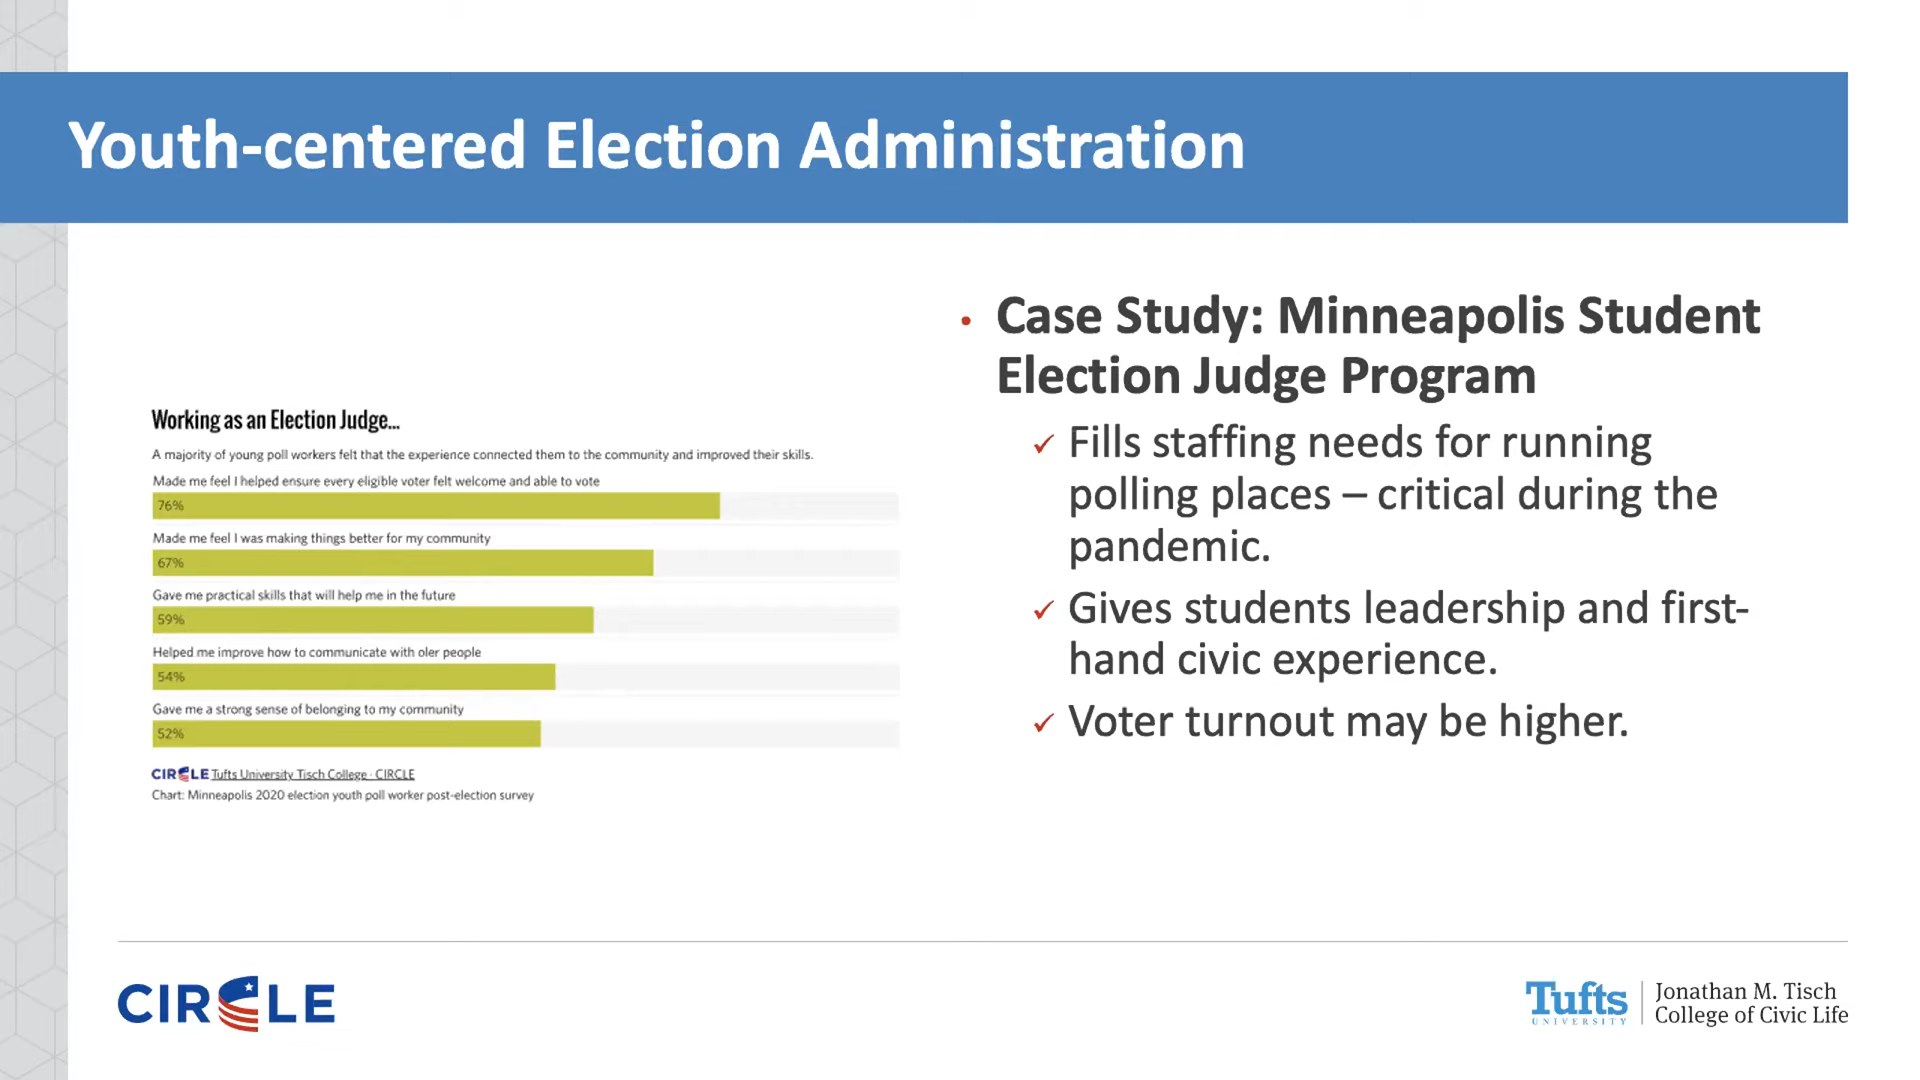 Youth-centered Election Administration
Working as an Election Judge...
A majority of young poll workers felt that the experience connected them to the community and improved their skills.
Made me feel I helped ensure every eligible voter felt welcome and able to vote
76%
Made me feel I was making things better for my community
67%
Gave me practical skills that will help me in the future
59%
Helped me improve how to communicate with oler people
54%
Gave me a strong sense of belonging to my community
52%
CIRCLE Tufts University Tisch College · CIRCLE
Chart: Minneapolis 2020 election youth poll worker post-election survey
• Case Study: Minneapolis Student
Election Judge Program
✓ Fills staffing needs for running
polling places – critical during the
pandemic.
✓ Gives students leadership and first-
hand civic experience.
✓ Voter turnout may be higher.
CIRCLE
Tufts
UNIVERSITY
Jonathan M. Tisch
College of Civic Life